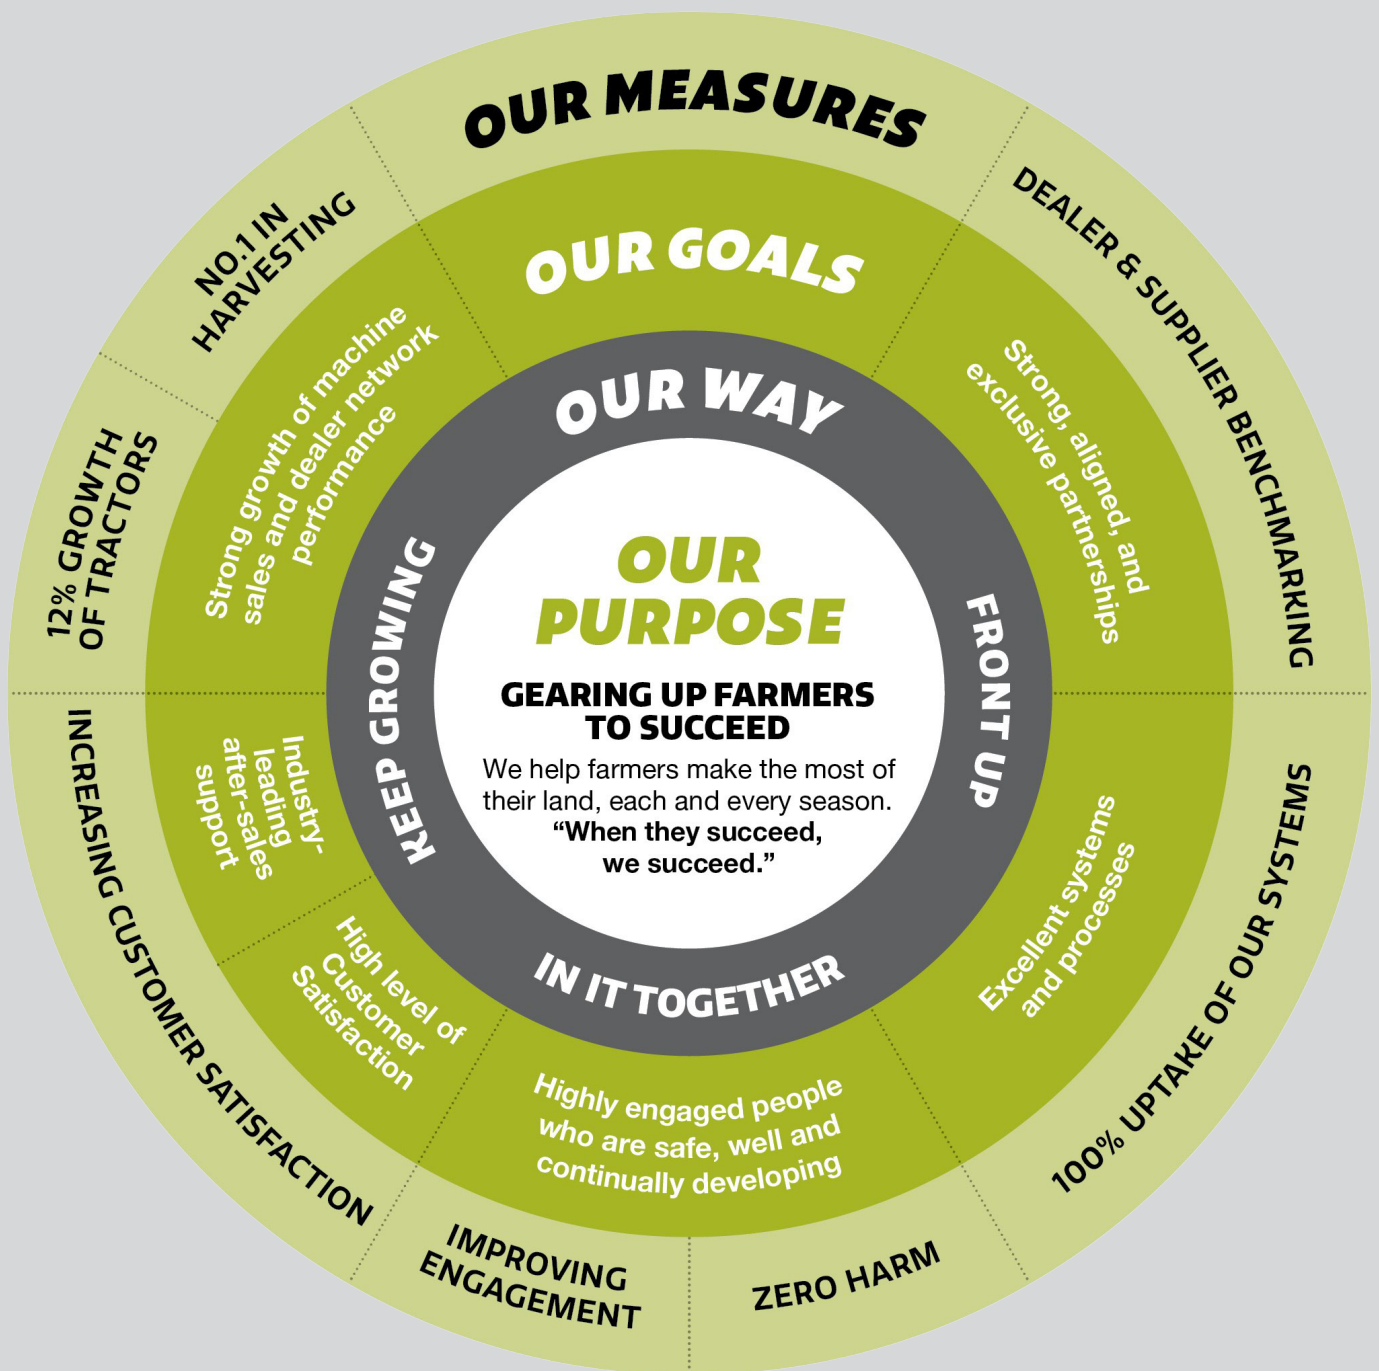 OUR MEASURES
DEALER & SUPPLIER BENCHMARKING
100% UPTAKE OF OUR SYSTEMS
ZERO HARM
IMPROVING
ENGAGEMENT
INCREASING CUSTOMER SATISFACTION
12% GROWTH
OF TRACTORS
NO.1 IN
HARVESTING
OUR GOALS
Strong, aligned, and
exclusive partnerships
Excellent systems
and processes
Highly engaged people
who are safe, well and
continually developing
High level of
Customer
Satisfaction
Industry-
leading
after-sales
support
Strong growth of machine
sales and dealer network
performance
OUR WAY
FRONT UP
IN IT TOGETHER
KEEP GROWING
OUR
PURPOSE
GEARING UP FARMERS
TO SUCCEED
We help farmers make the most of
their land, each and every season.
“When they succeed,
we succeed.”